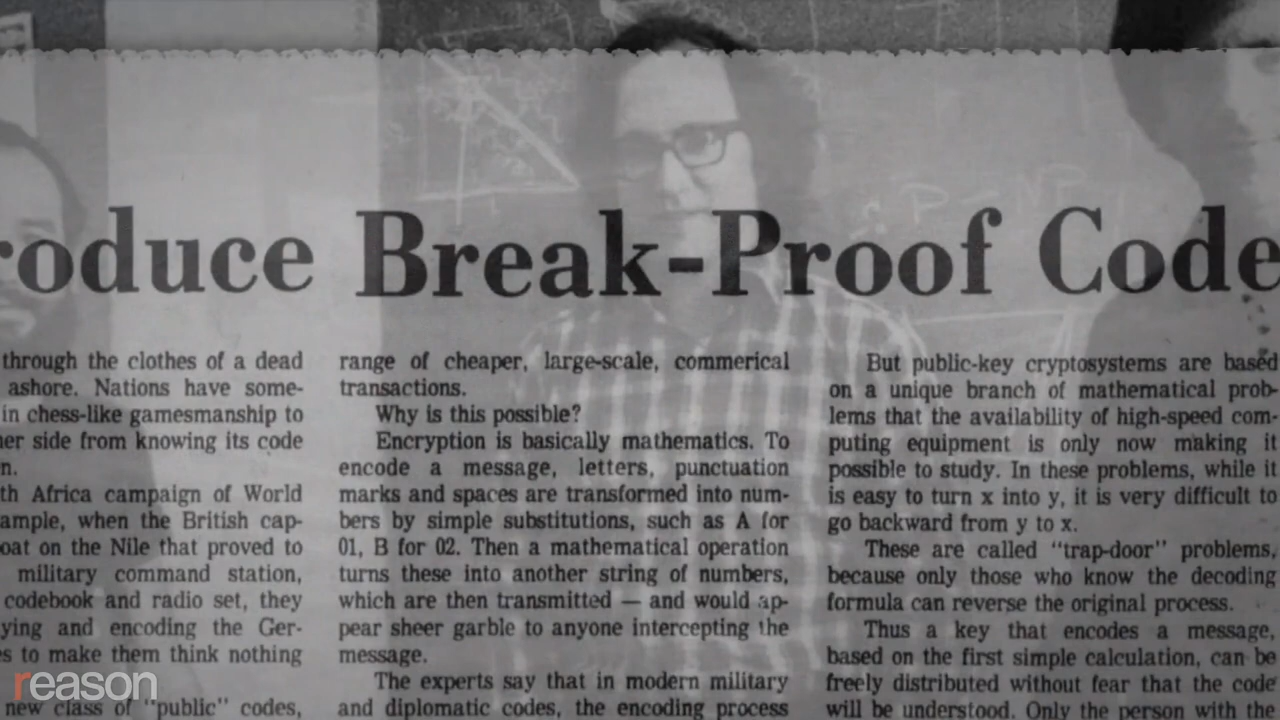 roduce Break-Proof Code
through the clothes of a dead
ashore. Nations have some-
in chess-like gamesmanship to
er side from knowing its code
n.
th Africa campaign of World
ample, when the British cap-
oat on the Nile that proved to
military command station,
codebook and radio set, they
ying and encoding the Ger-
s to make them think nothing
new class of "public" codes,
range of cheaper, large-scale, commerical
transactions.
Why is this possible?
Encryption is basically mathematics. To
encode a message, letters, punctuation
marks and spaces are transformed into num-
bers by simple substitutions, such as A for
01, B for 02. Then a mathematical operation
turns these into another string of numbers,
which are then transmitted — and would ap-
pear sheer garble to anyone intercepting the
message.
The experts say that in modern military
and diplomatic codes, the encoding process
But public-key cryptosystems are based
on a unique branch of mathematical prob-
lems that the availability of high-speed com-
puting equipment is only now making it
possible to study. In these problems, while it
is easy to turn x into y, it is very difficult to
go backward from y to x.
These are called "trap-door" problems,
because only those who know the decoding
formula can reverse the original process.
Thus a key that encodes a message,
based on the first simple calculation, can be
freely distributed without fear that the code
will be understood. Only the person with the
P = NP
reason